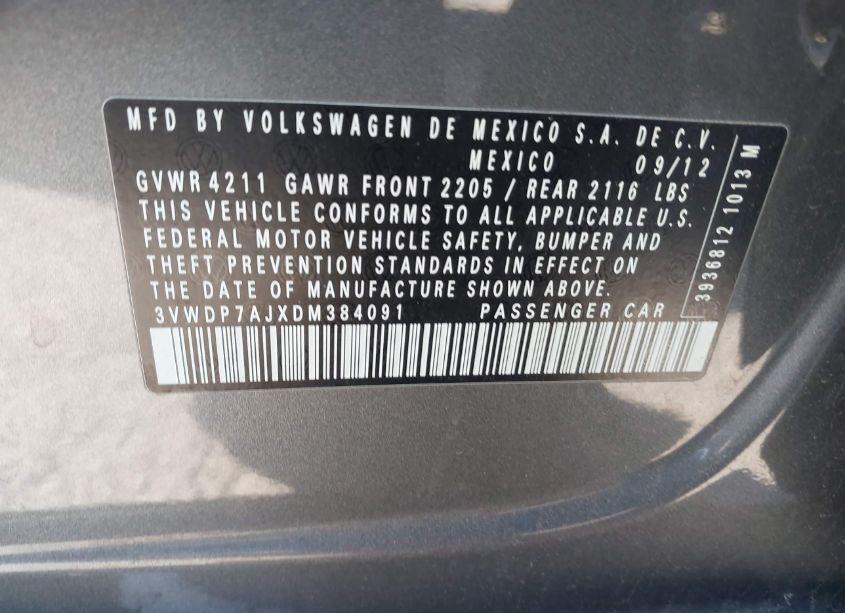 MFD BY VOLKSWAGEN DE MEXICO S.A. DE C.V.
MEXICO 09/12
GVWR 4211 GAWR FRONT 2205 / REAR 2116 LBS
THIS VEHICLE CONFORMS TO ALL APPLICABLE U.S.
FEDERAL MOTOR VEHICLE SAFETY, BUMPER AND
THEFT PREVENTION STANDARDS IN EFFECT ON
THE DATE OF MANUFACTURE SHOWN ABOVE.
3VWDP7AJXDM384091 PASSENGER CAR
3936812 1013 M